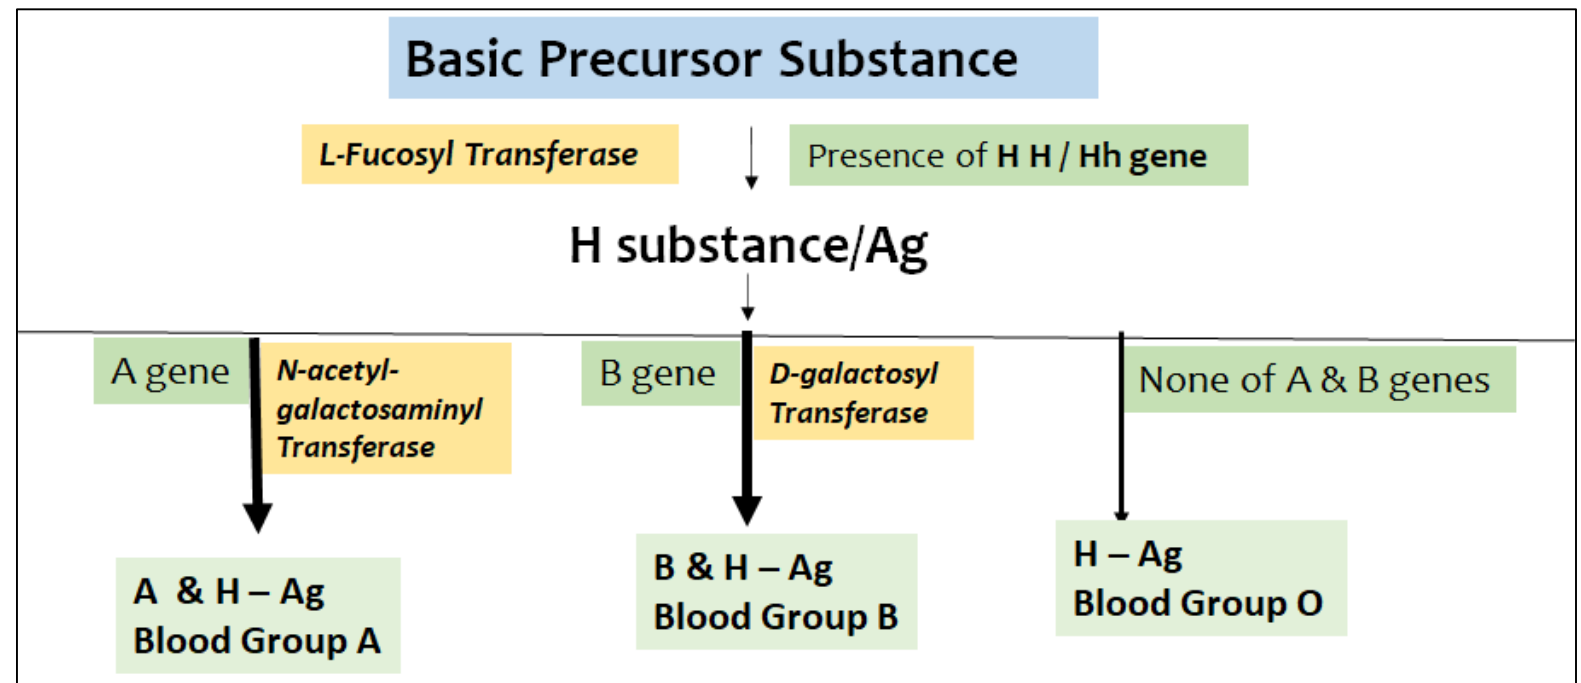 Basic Precursor Substance
L-Fucosyl Transferase
Presence of H H / Hh gene
H substance/Ag
A gene
N-acetyl-
galactosaminyl
Transferase
B gene
D-galactosyl
Transferase
None of A & B genes
A & H – Ag
Blood Group A
B & H – Ag
Blood Group B
H – Ag
Blood Group O